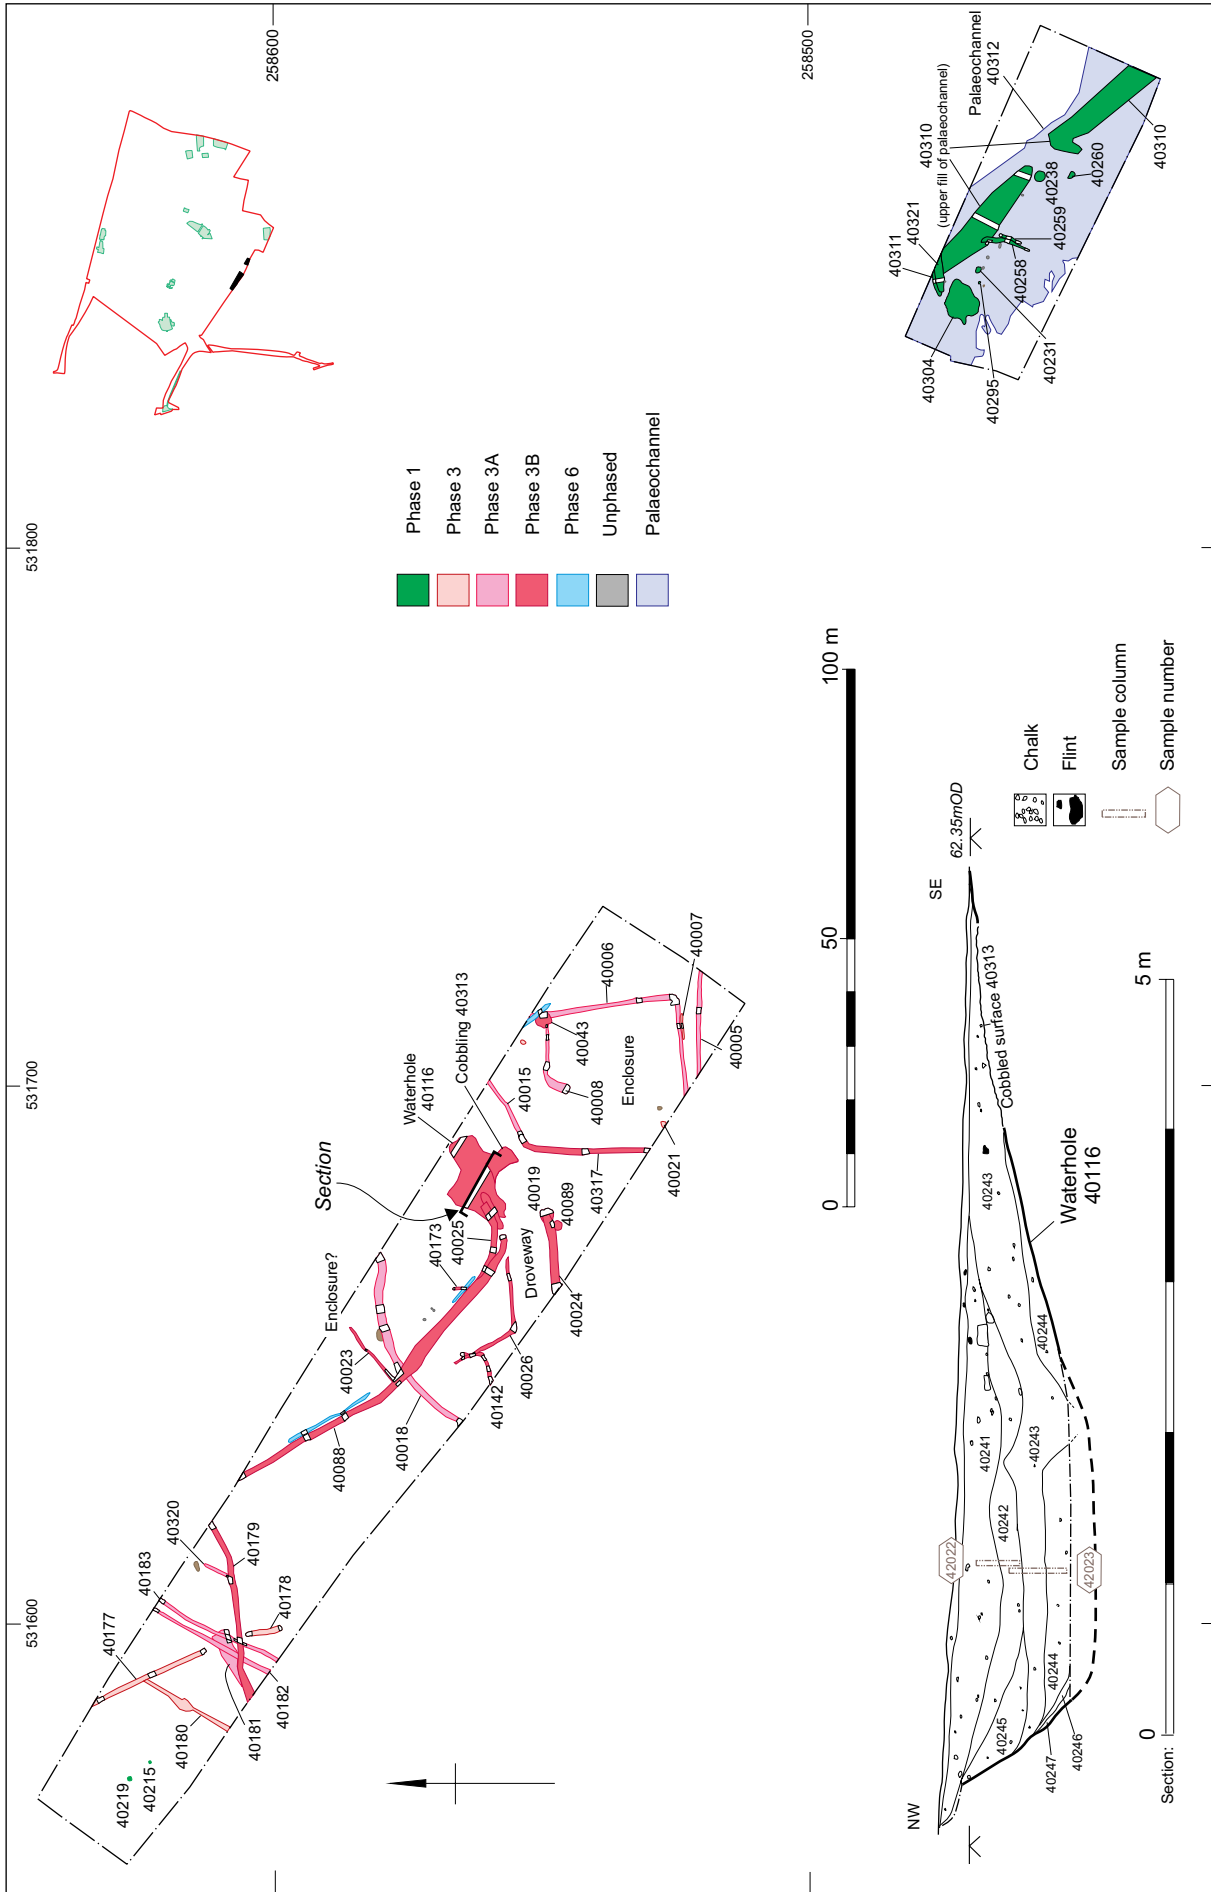 531600
531700
531800
258600
258500
40219
40215
40180
40177
40181
40182
40183
40320
40179
40178
40088
40018
40023
Enclosure?
40142
40026
40173
40025
Droveway
40024
40019
40089
Section
Waterhole
40116
Cobbling 40313
40015
40317
40021
40008
40043
Enclosure
40006
40007
40005
Phase 1
Phase 3
Phase 3A
Phase 3B
Phase 6
Unphased
Palaeochannel
40304
40295
40231
40311
40321
40258
40259
40310
(upper fill of palaeochannel)
40238
40260
Palaeochannel
40312
40310
0
50
100 m
NW
SE
62.35mOD
42022
42023
40241
40242
40243
40243
40244
40244
40245
40246
40247
Cobbled surface 40313
Waterhole
40116
Chalk
Flint
Sample column
Sample number
Section:
0
5 m